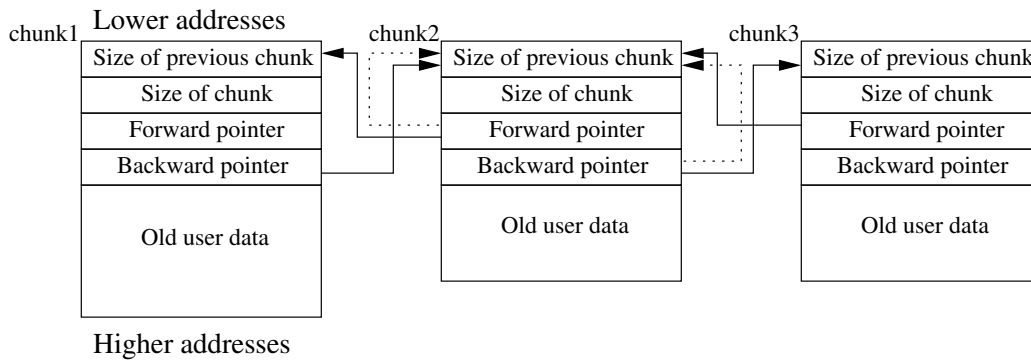 Lower addresses
chunk1
Size of previous chunk
Size of chunk
Forward pointer
Backward pointer
Old user data
Higher addresses
chunk2
Size of previous chunk
Size of chunk
Forward pointer
Backward pointer
Old user data
chunk3
Size of previous chunk
Size of chunk
Forward pointer
Backward pointer
Old user data